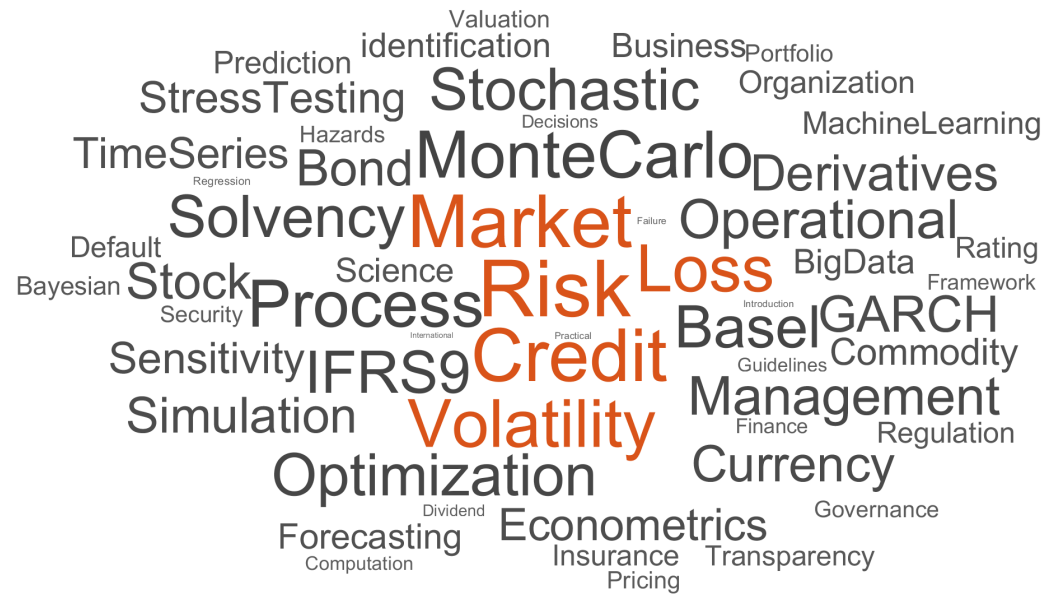 Valuation
identification
Business
Portfolio
Prediction
Organization
StressTesting
Stochastic
Decisions
MachineLearning
Hazards
TimeSeries
Bond
MonteCarlo
Derivatives
Regression
Solvency
Market
Failure
Operational
Default
Rating
Science
Loss
BigData
Bayesian
Stock
Process
Risk
Framework
Security
Introduction
Basel
GARCH
International
Practical
Sensitivity
IFRS9
Credit
Guidelines
Commodity
Management
Simulation
Volatility
Finance
Regulation
Optimization
Currency
Dividend
Governance
Forecasting
Econometrics
Computation
Insurance
Transparency
Pricing